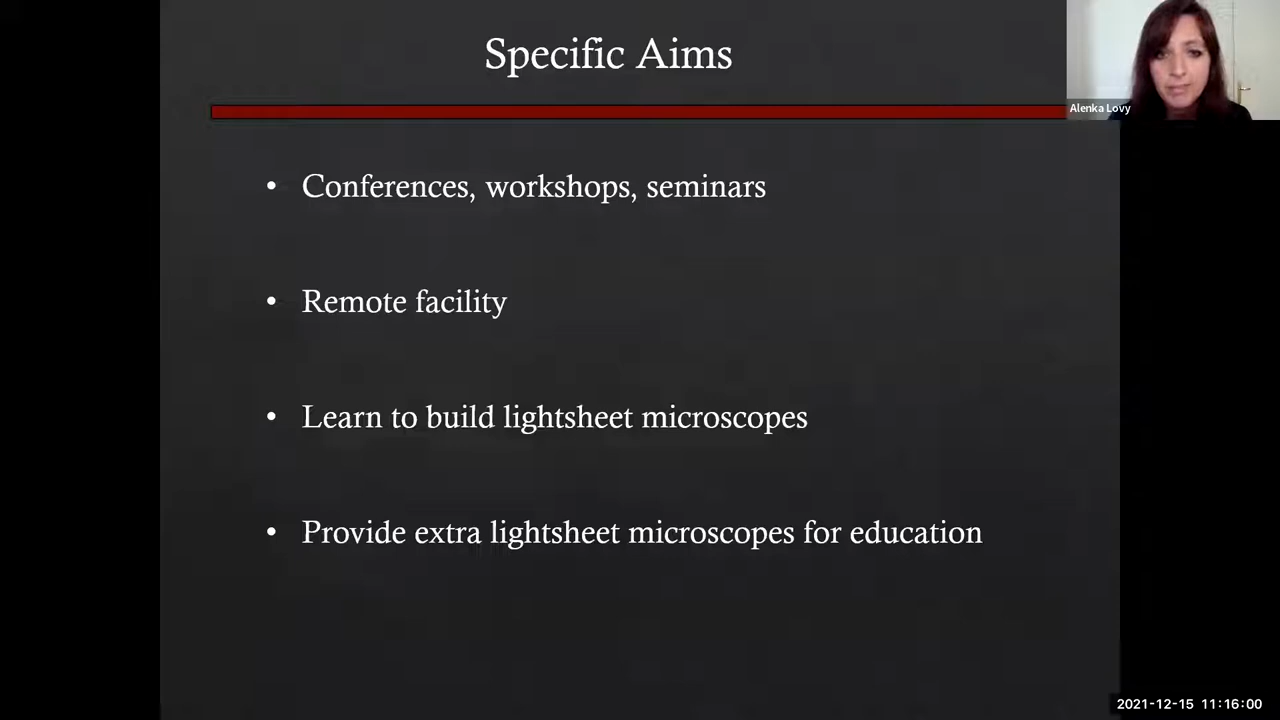 Specific Aims
Alenka Lovy
• Conferences, workshops, seminars
• Remote facility
• Learn to build lightsheet microscopes
• Provide extra lightsheet microscopes for education
2021-12-15 11:16:00